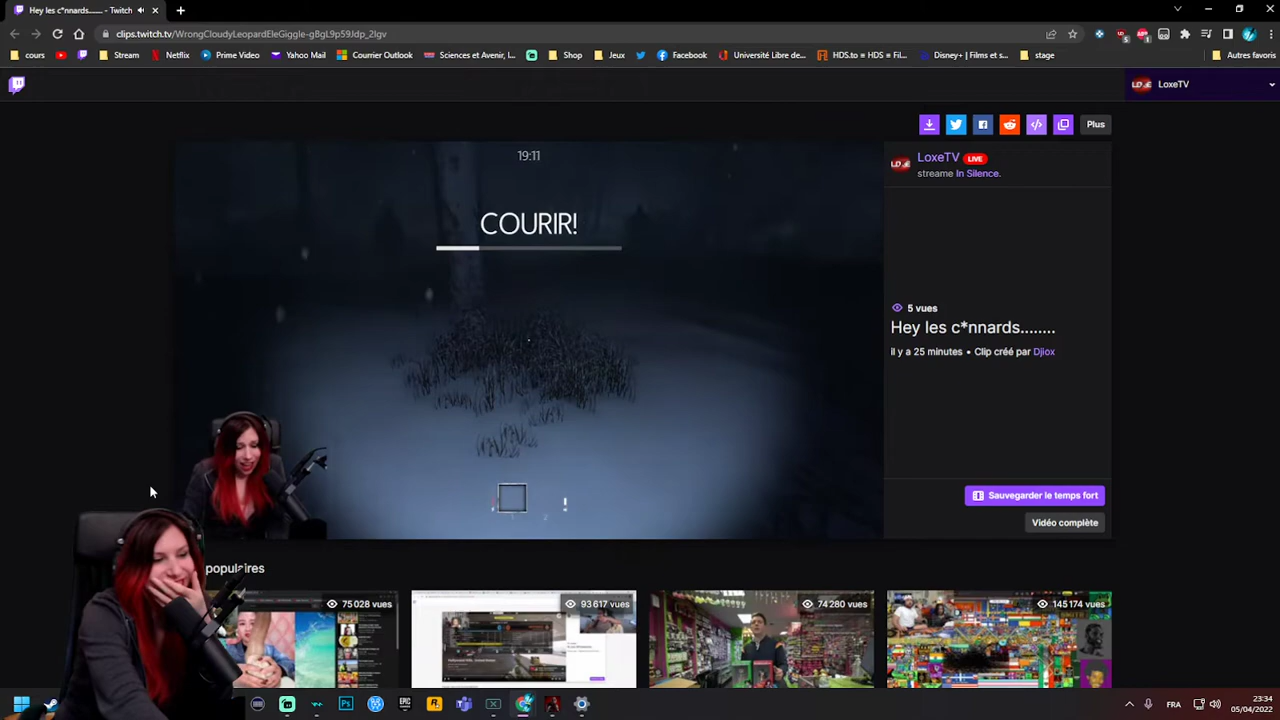 Hey les c*nnards....... - Twitch
clips.twitch.tv/WrongCloudyLeopardEleGiggle-gBgL9p59Jdp_2Igv
cours
Stream
Netflix
Prime Video
Yahoo Mail
Courrier Outlook
Sciences et Avenir, l...
Shop
Jeux
Facebook
Université Libre de...
HDS.to = HDS = Fil...
Disney+ | Films et s...
stage
Autres favoris
LoxeTV
Plus
19:11
COURIR!
LoxeTV LIVE
streame In Silence.
5 vues
Hey les c*nnards........
il y a 25 minutes • Clip créé par Djiox
Sauvegarder le temps fort
Vidéo complète
populaires
75 028 vues
93 617 vues
74 280 vues
145 174 vues
FRA
23:34
05/04/2022